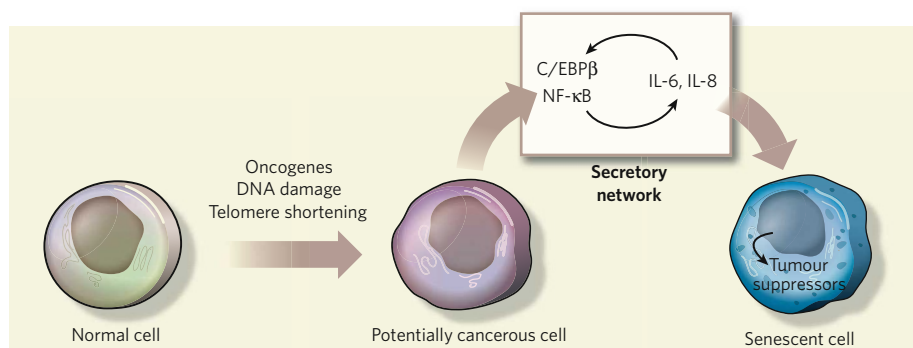 C/EBPβ
NF-κB
IL-6, IL-8
Secretory
network
Oncogenes
DNA damage
Telomere shortening
Tumour
suppressors
Normal cell
Potentially cancerous cell
Senescent cell